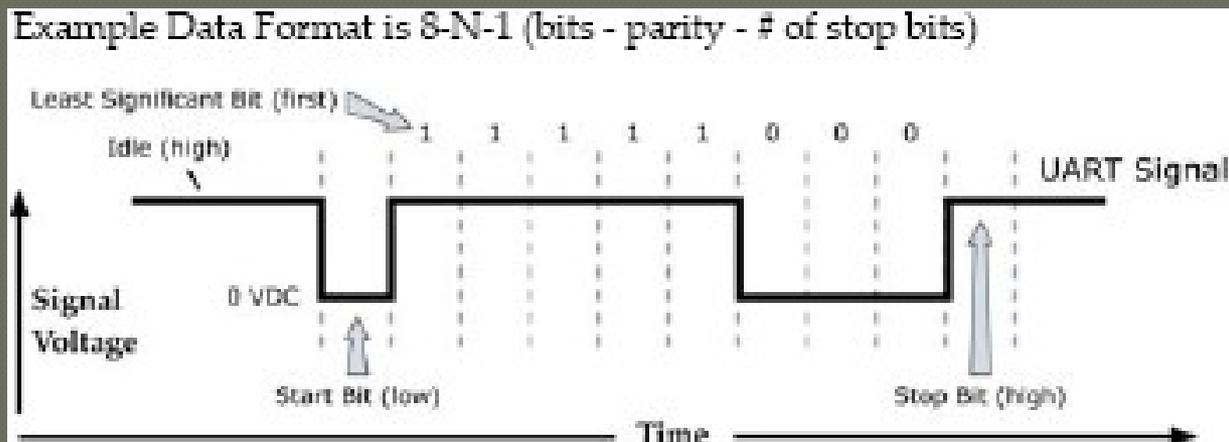 Example Data Format is 8-N-1 (bits - parity - # of stop bits)
Least Significant Bit (first)
1 1 1 1 1 0 0 0
Idle (high)
UART Signal
Signal
Voltage
0 VDC
Start Bit (low)
Stop Bit (high)
Time